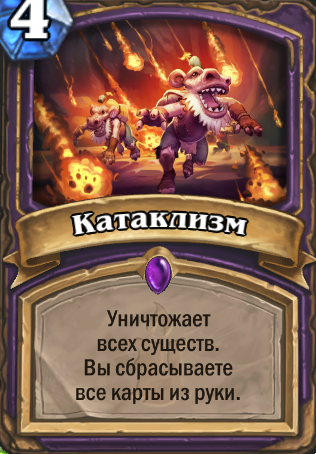 4
Катаклизм
Уничтожает
всех существ.
Вы сбрасываете
все карты из руки.